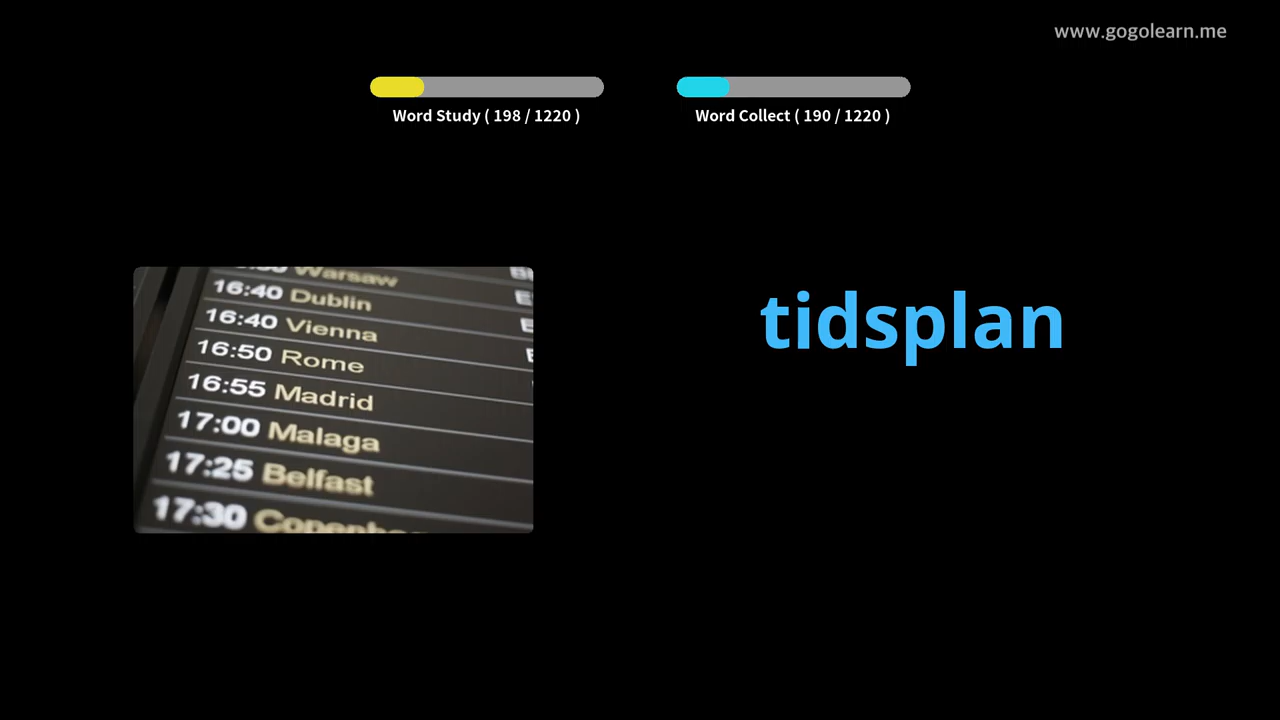 www.gogolearn.me
Word Study ( 198 / 1220 )
Word Collect ( 190 / 1220 )
Warsaw
16:40 Dublin
16:40 Vienna
16:50 Rome
16:55 Madrid
17:00 Malaga
17:25 Belfast
17:30
tidsplan